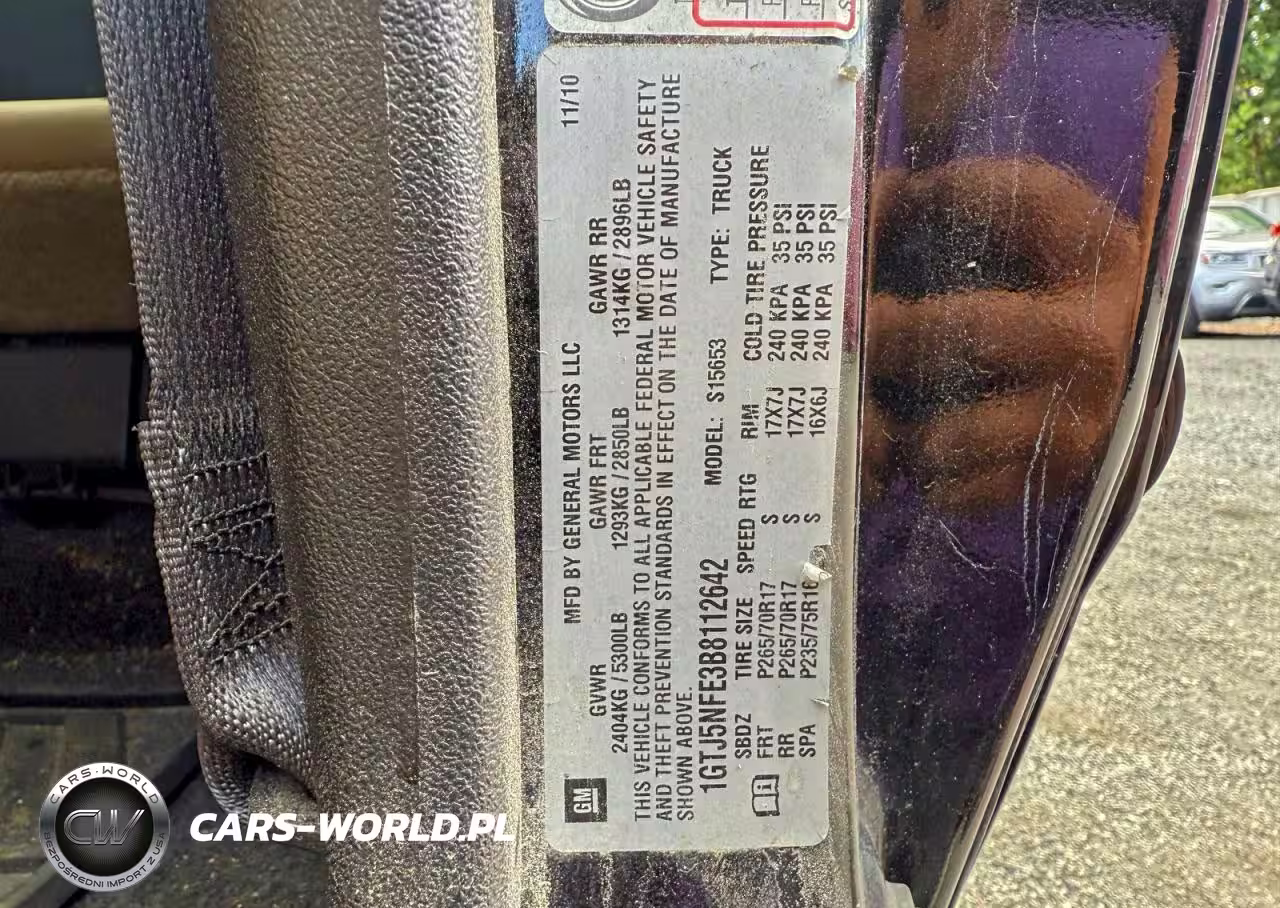 MFD BY GENERAL MOTORS LLC 11/10
GVWR GAWR FRT GAWR RR
2404KG /5300LB 1293KG /2850LB 1314KG /2896LB
THIS VEHICLE CONFORMS TO ALL APPLICABLE FEDERAL MOTOR VEHICLE SAFETY
AND THEFT PREVENTION STANDARDS IN EFFECT ON THE DATE OF MANUFACTURE
SHOWN ABOVE.
1GTJ5NFE3B8112642 MODEL: S15653 TYPE: TRUCK
SBDZ TIRE SIZE SPEED RTG RIM COLD TIRE PRESSURE
FRT P265/70R17 S 17X7J 240 KPA 35 PSI
RR P265/70R17 S 17X7J 240 KPA 35 PSI
SPA P235/75R16 S 16X6J 240 KPA 35 PSI
GM
CARS-WORLD
CW
BEZPOŚREDNI IMPORT Z USA
CARS-WORLD.PL